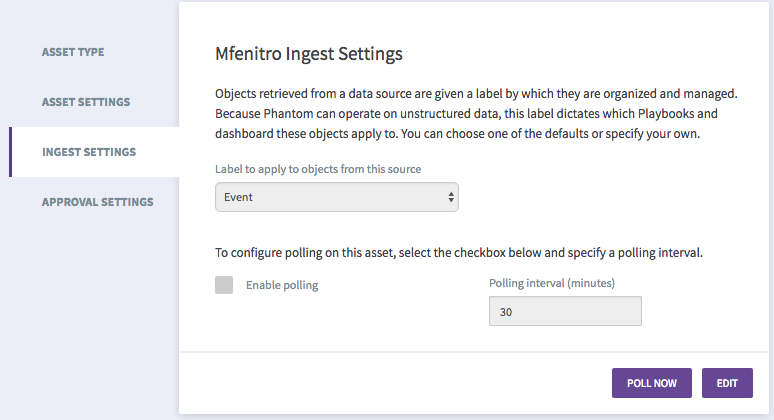 ASSET TYPE
ASSET SETTINGS
INGEST SETTINGS
APPROVAL SETTINGS
Mfenitro Ingest Settings
Objects retrieved from a data source are given a label by which they are organized and managed.
Because Phantom can operate on unstructured data, this label dictates which Playbooks and
dashboard these objects apply to. You can choose one of the defaults or specify your own.
Label to apply to objects from this source
Event
To configure polling on this asset, select the checkbox below and specify a polling interval.
Enable polling
Polling interval (minutes)
30
POLL NOW
EDIT